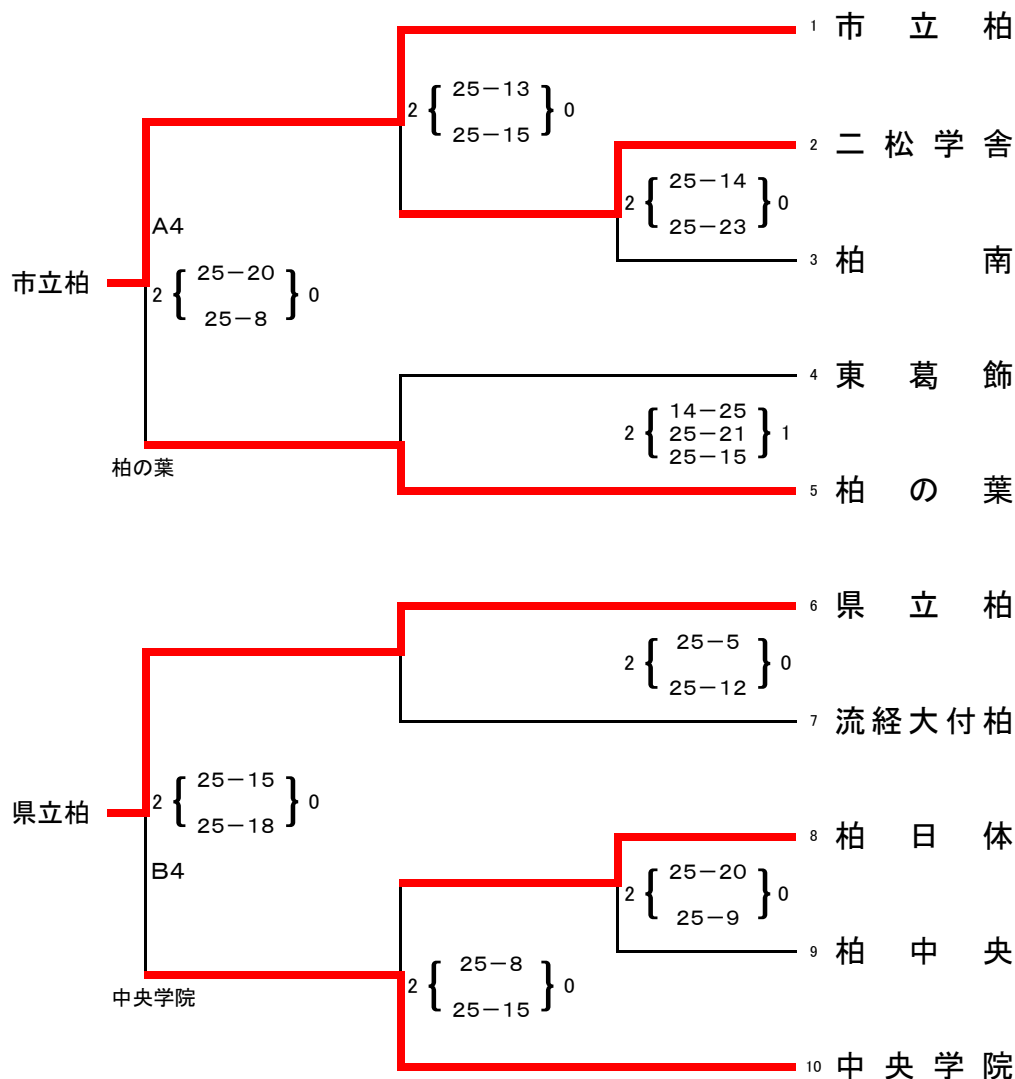 1 市立柏
25－13
2 { } 0
25－15
2 二松学舎
25－14
2 { } 0
25－23
A4
3 柏南
市立柏
25－20
2 { } 0
25－8
4 東葛飾
14－25
2 { 25－21 } 1
25－15
柏の葉
5 柏の葉
6 県立柏
25－5
2 { } 0
25－12
7 流経大付柏
県立柏
25－15
2 { } 0
25－18
8 柏日体
B4
25－20
2 { } 0
25－9
9 柏中央
25－8
2 { } 0
25－15
中央学院
10 中央学院